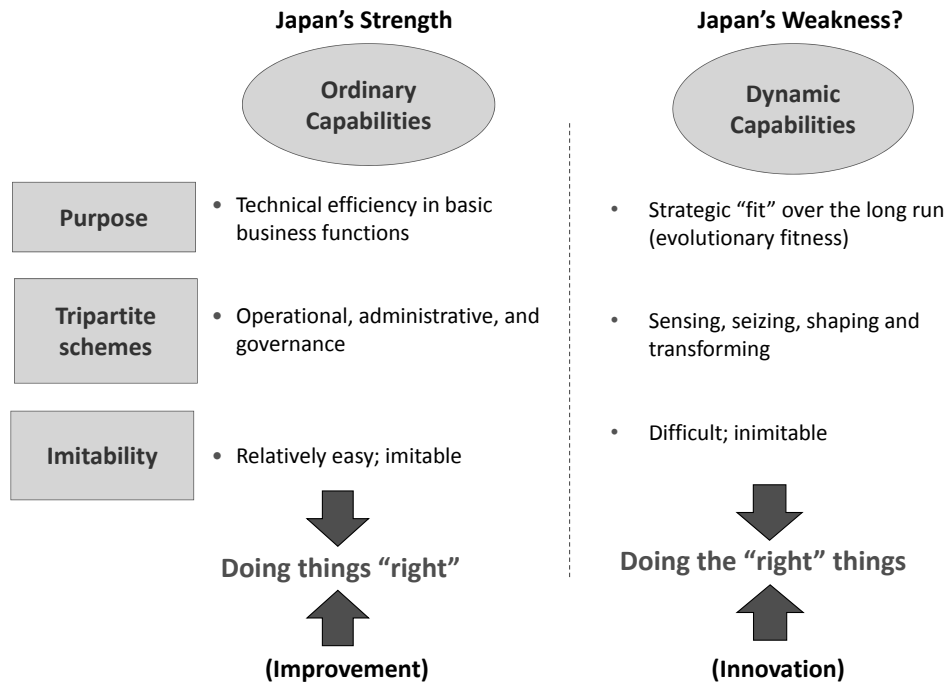 Japan’s Strength
Japan’s Weakness?
Ordinary
Capabilities
Dynamic
Capabilities
Purpose
• Technical efficiency in basic
business functions
• Strategic “fit” over the long run
(evolutionary fitness)
Tripartite
schemes
• Operational, administrative, and
governance
• Sensing, seizing, shaping and
transforming
Imitability
• Relatively easy; imitable
• Difficult; inimitable
Doing things “right”
Doing the “right” things
(Improvement)
(Innovation)